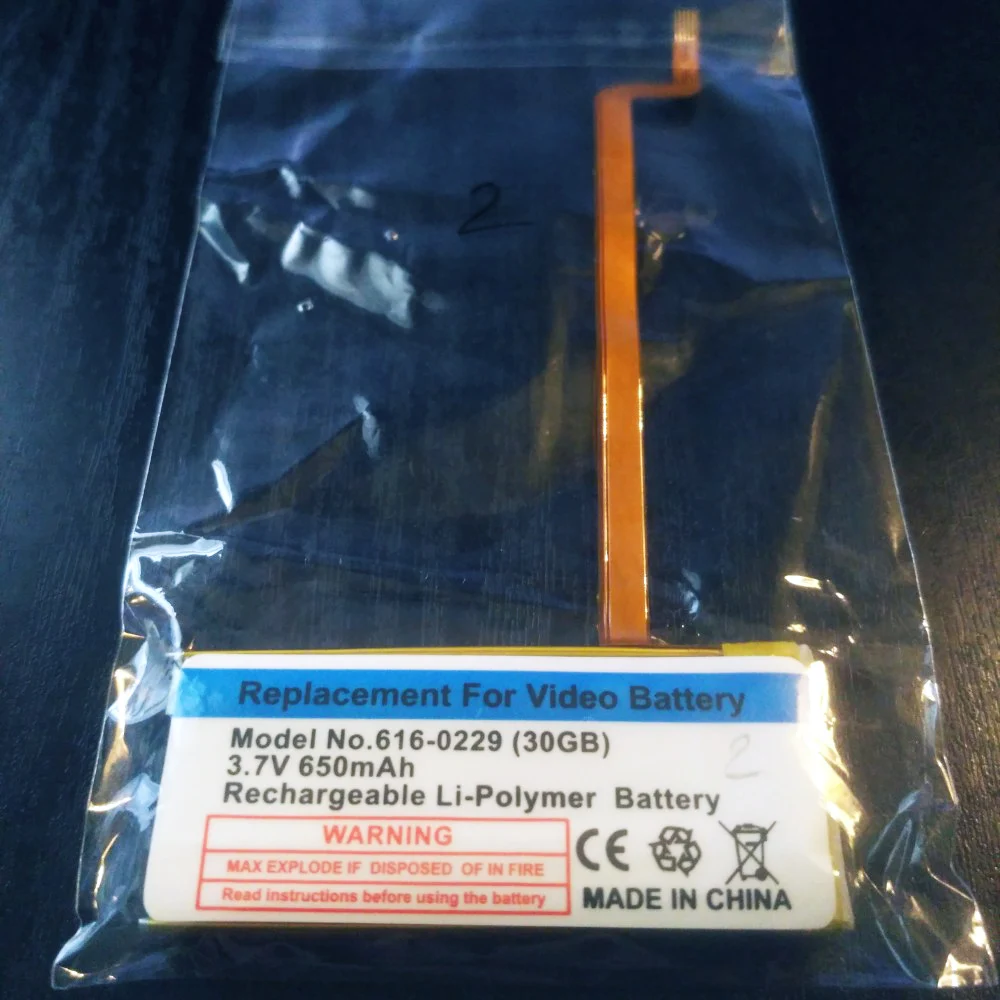 2
Replacement For Video Battery
Model No.616-0229 (30GB)
3.7V 650mAh
2
Rechargeable Li-Polymer Battery
WARNING
MAX EXPLODE IF DISPOSED OF IN FIRE
Read instructions before using the battery
CE
MADE IN CHINA